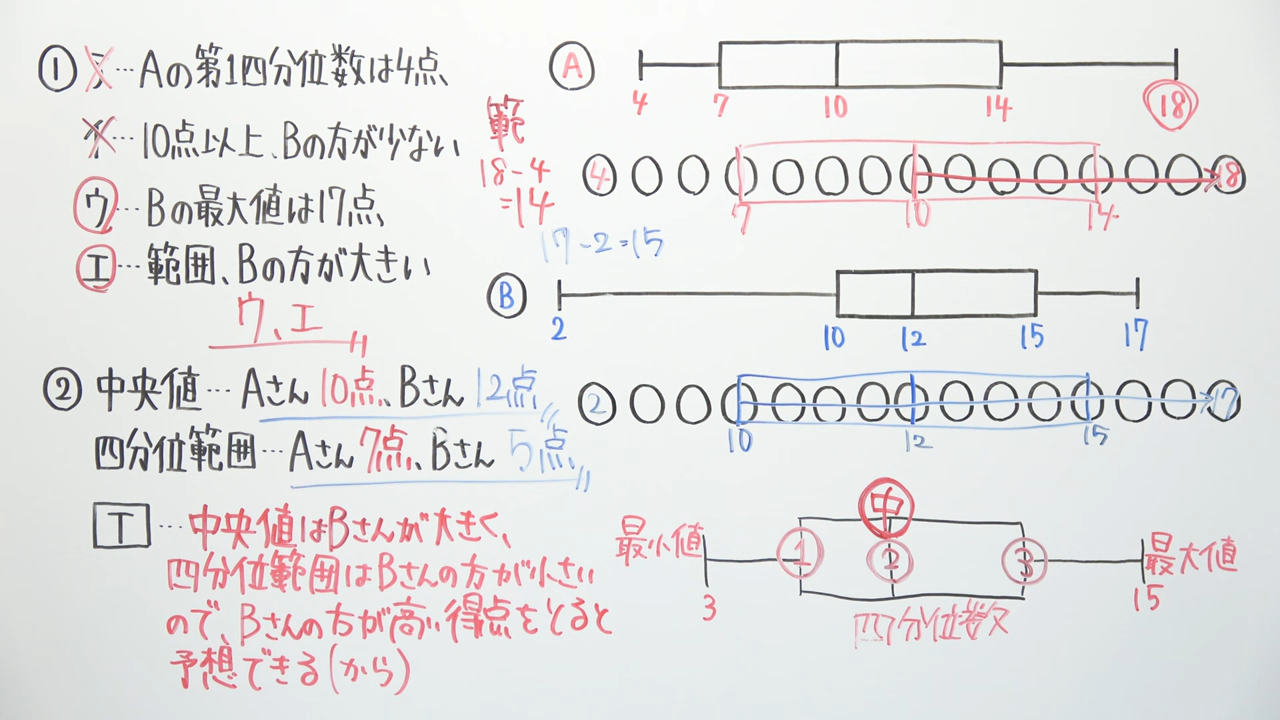 ① ア…Aの第1四分位数は4点
イ…10点以上、Bの方が少ない
ウ…Bの最大値は17点
エ…範囲、Bの方が大きい
ウ、エ
② 中央値…Aさん10点、Bさん12点
四分位範囲…Aさん7点、Bさん5点
T…中央値はBさんが大きく、
四分位範囲はBさんの方が小さい
ので、Bさんの方が高い得点をとると
予想できる(から)
A
4 7 10 14 18
範
18-4
=14
4 18
7 10 14
17-2=15
B
2 10 12 15 17
2 17
10 12 15
中
最小値 1 2 3 最大値
3 15
四分位数